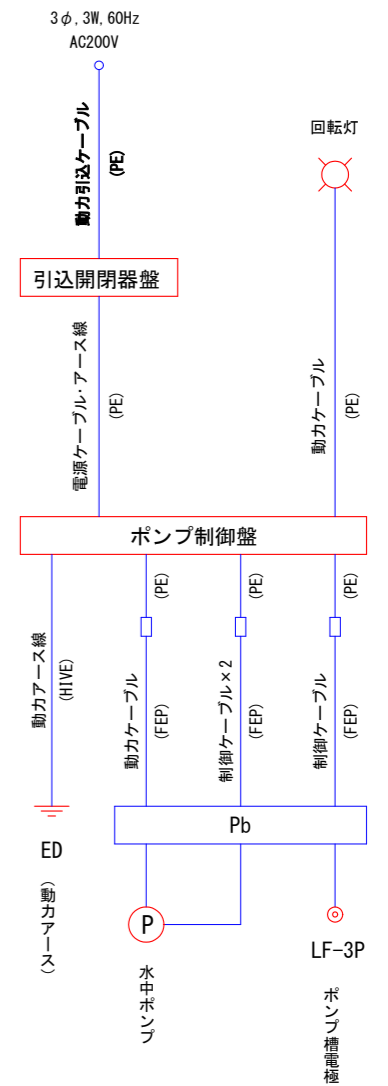 3φ, 3W, 60Hz
AC200V
動力引込ケーブル
(PE)
回転灯
引込開閉器盤
電源ケーブル・アース線
(PE)
動力ケーブル
(PE)
ポンプ制御盤
動力アース線
(HIVE)
(PE)
動力ケーブル
(FEP)
(PE)
制御ケーブル×2
(FEP)
(PE)
制御ケーブル
(FEP)
Pb
ED
(動力アース)
P
水中ポンプ
LF-3P
ポンプ槽電極